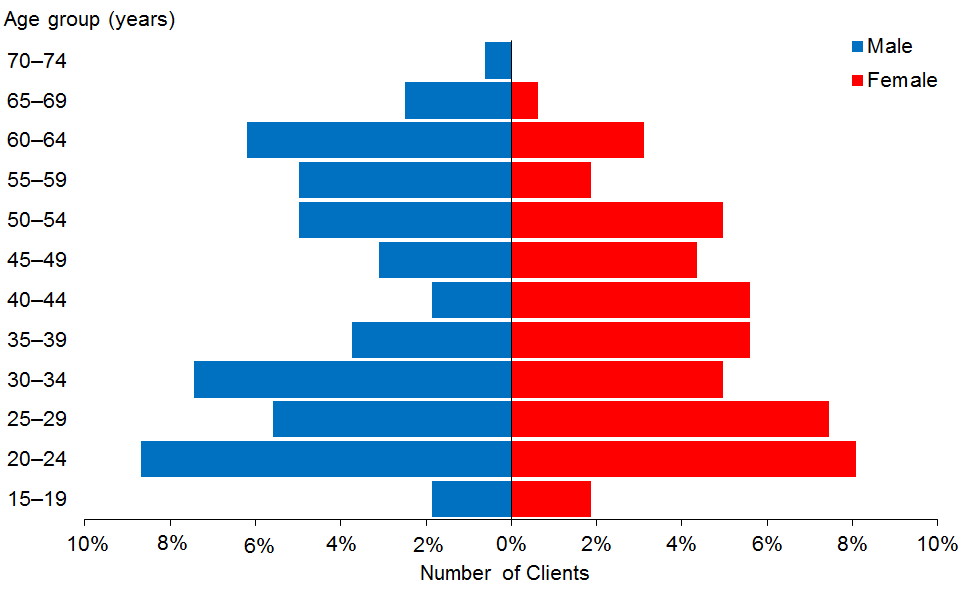 Age group (years)
Male
Female
70–74
65–69
60–64
55–59
50–54
45–49
40–44
35–39
30–34
25–29
20–24
15–19
10% 8% 6% 4% 2% 0% 2% 4% 6% 8% 10%
Number of Clients